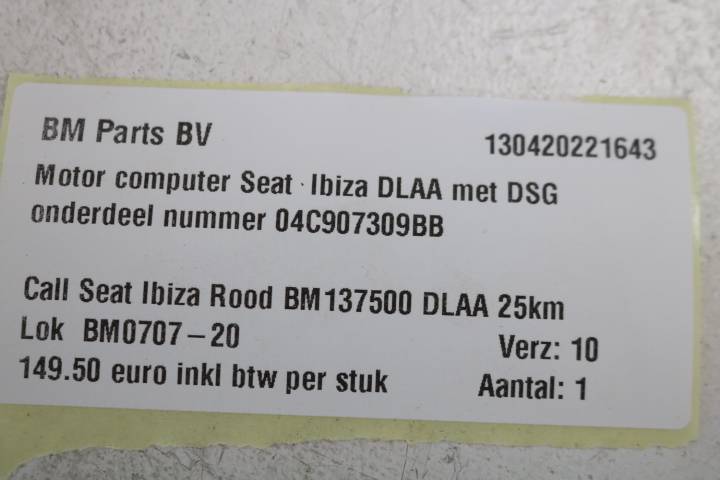 BM Parts BV 130420221643
Motor computer Seat Ibiza DLAA met DSG
onderdeel nummer 04C907309BB
Call Seat Ibiza Rood BM137500 DLAA 25km
Lok BM0707-20 Verz: 10
149.50 euro inkl btw per stuk Aantal: 1